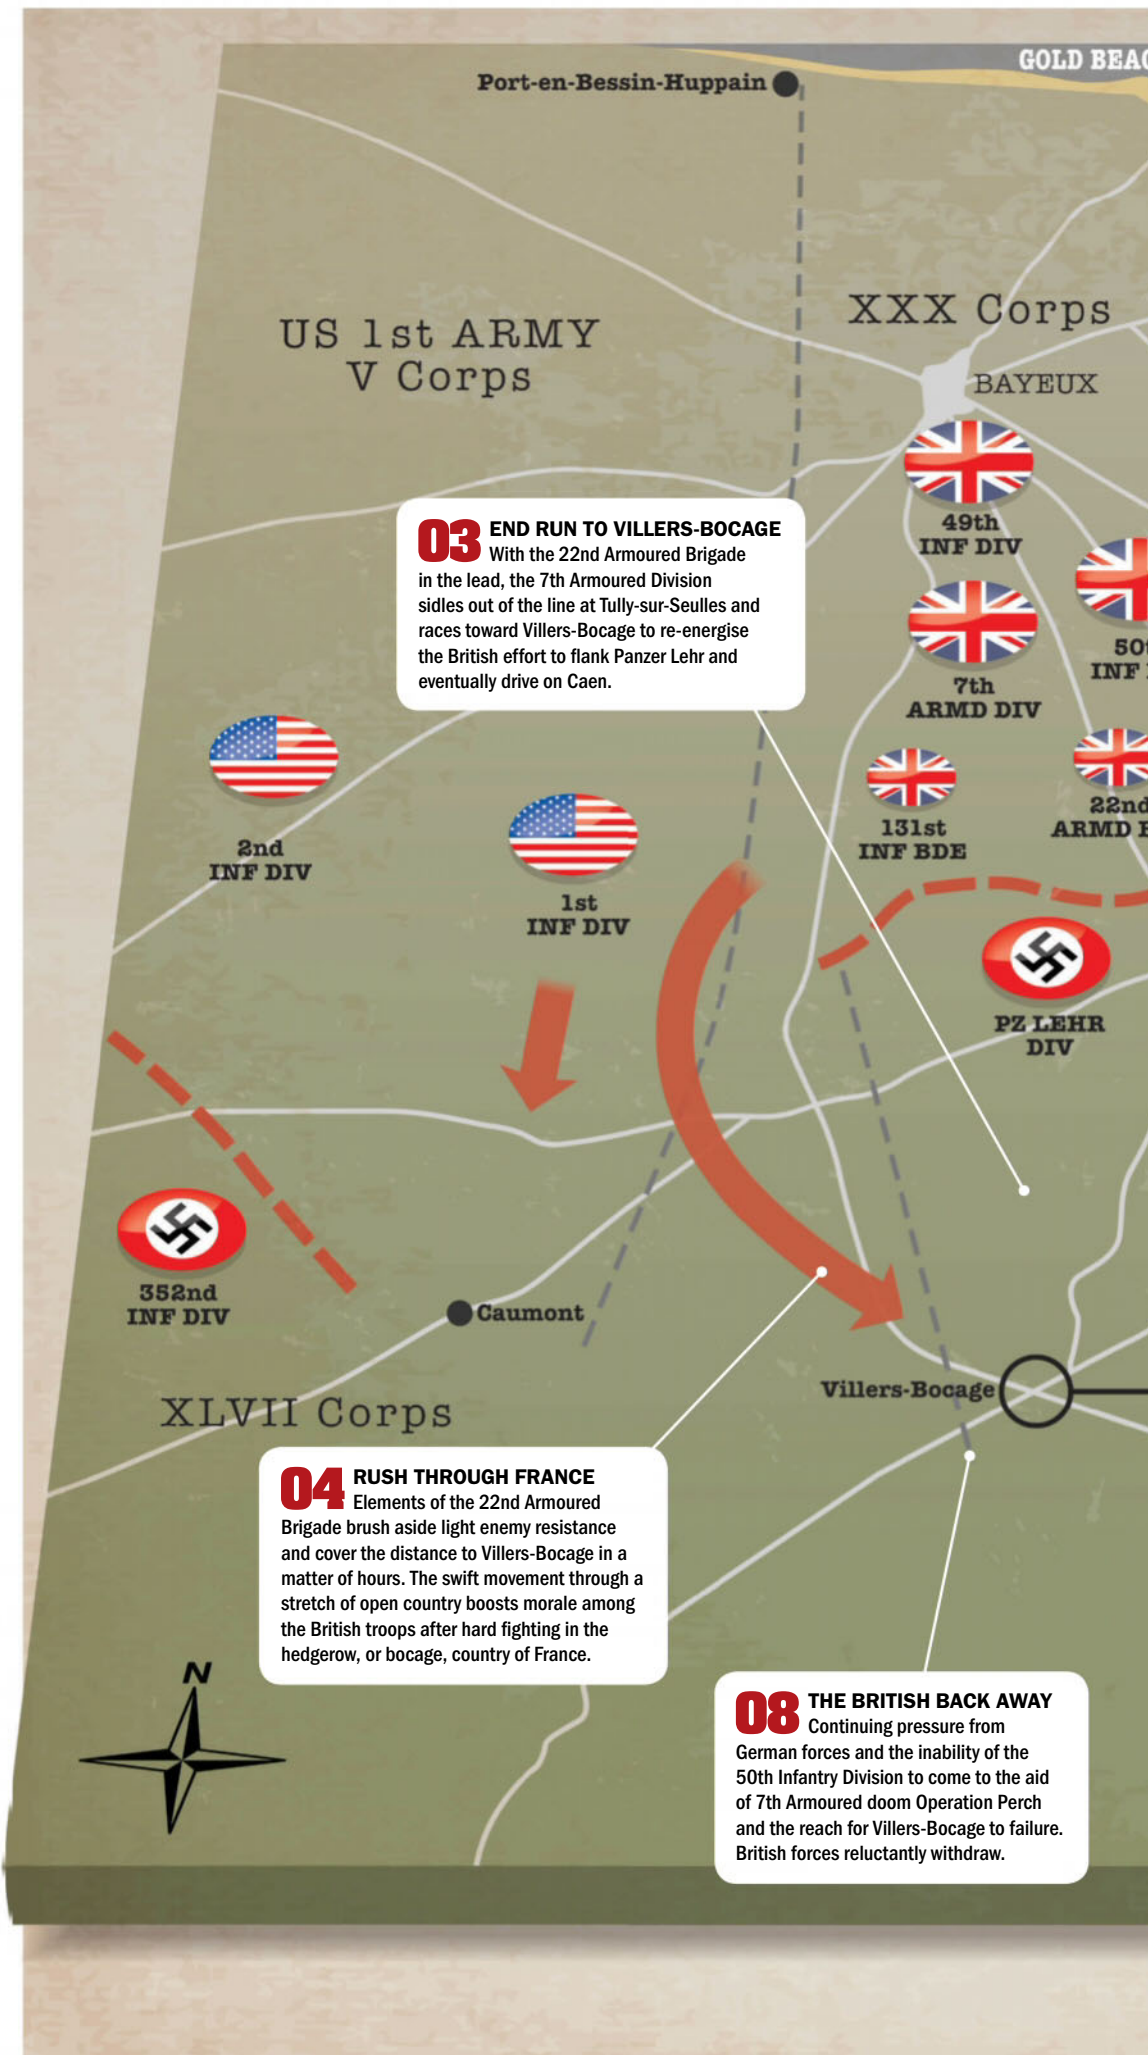 GOLD BEAC
Port-en-Bessin-Huppain
XXX Corps
US 1st ARMY
V Corps
BAYEUX
49th
INF DIV
03 END RUN TO VILLERS-BOCAGE
With the 22nd Armoured Brigade
in the lead, the 7th Armoured Division
sidles out of the line at Tully-sur-Seulles and
races toward Villers-Bocage to re-energise
the British effort to flank Panzer Lehr and
eventually drive on Caen.
50t
INF
7th
ARMD DIV
22nd
ARMD B
131st
INF BDE
2nd
INF DIV
1st
INF DIV
PZ LEHR
DIV
352nd
INF DIV
Caumont
Villers-Bocage
XLVII Corps
04 RUSH THROUGH FRANCE
Elements of the 22nd Armoured
Brigade brush aside light enemy resistance
and cover the distance to Villers-Bocage in a
matter of hours. The swift movement through a
stretch of open country boosts morale among
the British troops after hard fighting in the
hedgerow, or bocage, country of France.
N
08 THE BRITISH BACK AWAY
Continuing pressure from
German forces and the inability of the
50th Infantry Division to come to the aid
of 7th Armoured doom Operation Perch
and the reach for Villers-Bocage to failure.
British forces reluctantly withdraw.